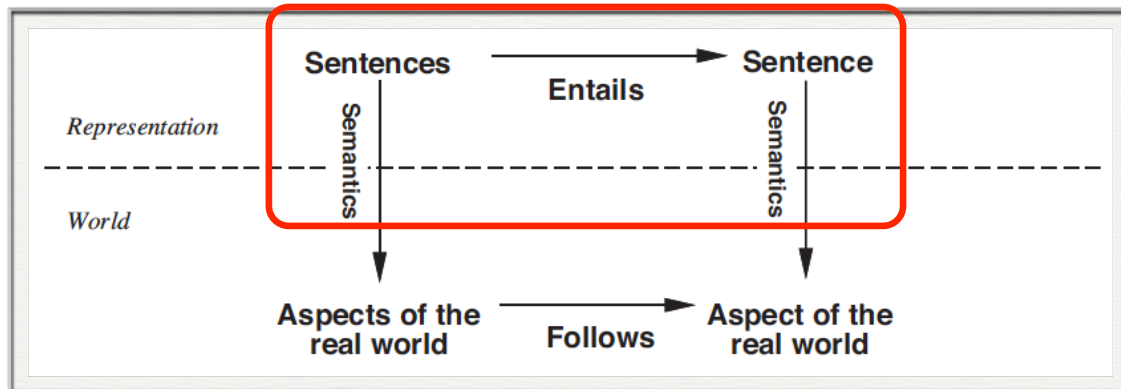 Sentences
Entails
Sentence
Representation
Semantics
Semantics
World
Aspects of the
real world
Follows
Aspect of the
real world